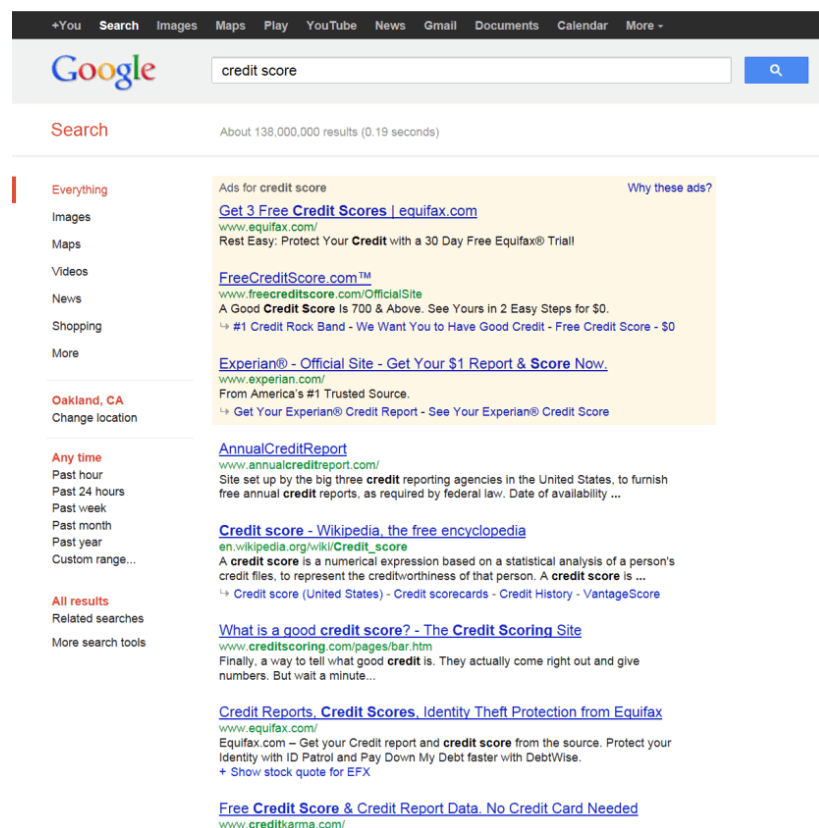 +You Search Images Maps Play YouTube News Gmail Documents Calendar More
Google
credit score
Search
About 138,000,000 results (0.19 seconds)
Everything
Images
Maps
Videos
News
Shopping
More
Oakland, CA
Change location
Any time
Past hour
Past 24 hours
Past week
Past month
Past year
Custom range...
All results
Related searches
More search tools
Ads for credit score
Why these ads?
Get 3 Free Credit Scores | equifax.com
www.equifax.com/
Rest Easy: Protect Your Credit with a 30 Day Free Equifax® Trial!
FreeCreditScore.com™
www.freecreditscore.com/OfficialSite
A Good Credit Score Is 700 & Above. See Yours in 2 Easy Steps for $0.
#1 Credit Rock Band - We Want You to Have Good Credit - Free Credit Score - $0
Experian® - Official Site - Get Your $1 Report & Score Now.
www.experian.com/
From America's #1 Trusted Source.
Get Your Experian® Credit Report - See Your Experian® Credit Score
AnnualCreditReport
www.annualcreditreport.com/
Site set up by the big three credit reporting agencies in the United States, to furnish
free annual credit reports, as required by federal law. Date of availability ...
Credit score - Wikipedia, the free encyclopedia
en.wikipedia.org/wiki/Credit_score
A credit score is a numerical expression based on a statistical analysis of a person's
credit files, to represent the creditworthiness of that person. A credit score is ...
Credit score (United States) - Credit scorecards - Credit History - VantageScore
What is a good credit score? - The Credit Scoring Site
www.creditscoring.com/pages/bar.htm
Finally, a way to tell what good credit is. They actually come right out and give
numbers. But wait a minute...
Credit Reports, Credit Scores, Identity Theft Protection from Equifax
www.equifax.com/
Equifax.com – Get your Credit report and credit score from the source. Protect your
Identity with ID Patrol and Pay Down My Debt faster with DebtWise.
+ Show stock quote for EFX
Free Credit Score & Credit Report Data. No Credit Card Needed
www.creditkarma.com/